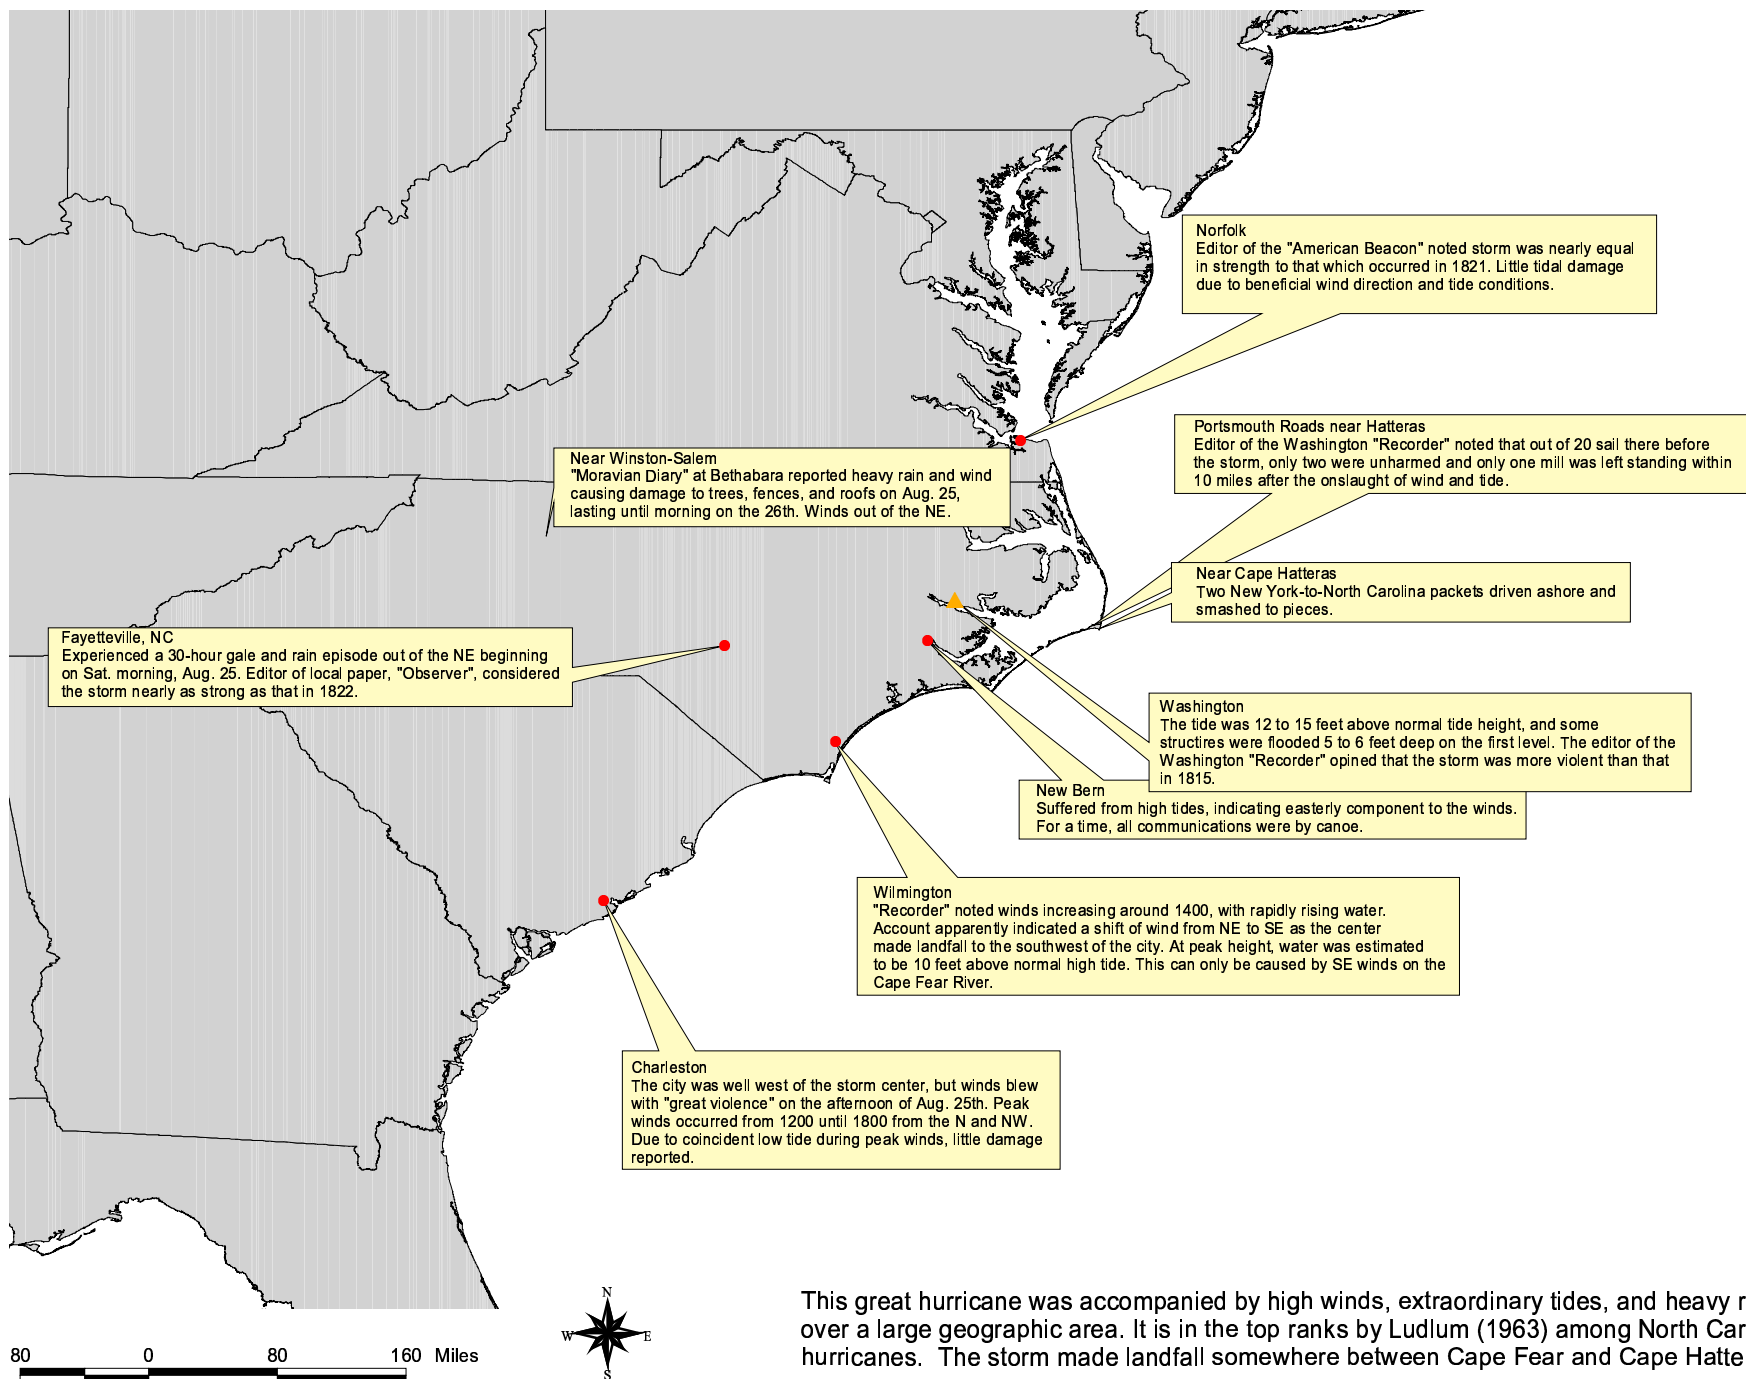 Norfolk
Editor of the "American Beacon" noted storm was nearly equal
in strength to that which occurred in 1821. Little tidal damage
due to beneficial wind direction and tide conditions.
Portsmouth Roads near Hatteras
Editor of the Washington "Recorder" noted that out of 20 sail there before
the storm, only two were unharmed and only one mill was left standing within
10 miles after the onslaught of wind and tide.
Near Winston-Salem
"Moravian Diary" at Bethabara reported heavy rain and wind
causing damage to trees, fences, and roofs on Aug. 25,
lasting until morning on the 26th. Winds out of the NE.
Near Cape Hatteras
Two New York-to-North Carolina packets driven ashore and
smashed to pieces.
Fayetteville, NC
Experienced a 30-hour gale and rain episode out of the NE beginning
on Sat. morning, Aug. 25. Editor of local paper, "Observer", considered
the storm nearly as strong as that in 1822.
Washington
The tide was 12 to 15 feet above normal tide height, and some
structires were flooded 5 to 6 feet deep on the first level. The editor of the
Washington "Recorder" opined that the storm was more violent than that
in 1815.
New Bern
Suffered from high tides, indicating easterly component to the winds.
For a time, all communications were by canoe.
Wilmington
"Recorder" noted winds increasing around 1400, with rapidly rising water.
Account apparently indicated a shift of wind from NE to SE as the center
made landfall to the southwest of the city. At peak height, water was estimated
to be 10 feet above normal high tide. This can only be caused by SE winds on the
Cape Fear River.
Charleston
The city was well west of the storm center, but winds blew
with "great violence" on the afternoon of Aug. 25th. Peak
winds occurred from 1200 until 1800 from the N and NW.
Due to coincident low tide during peak winds, little damage
reported.
N
W E
S
80 0 80 160 Miles
This great hurricane was accompanied by high winds, extraordinary tides, and heavy r
over a large geographic area. It is in the top ranks by Ludlum (1963) among North Car
hurricanes. The storm made landfall somewhere between Cape Fear and Cape Hatte